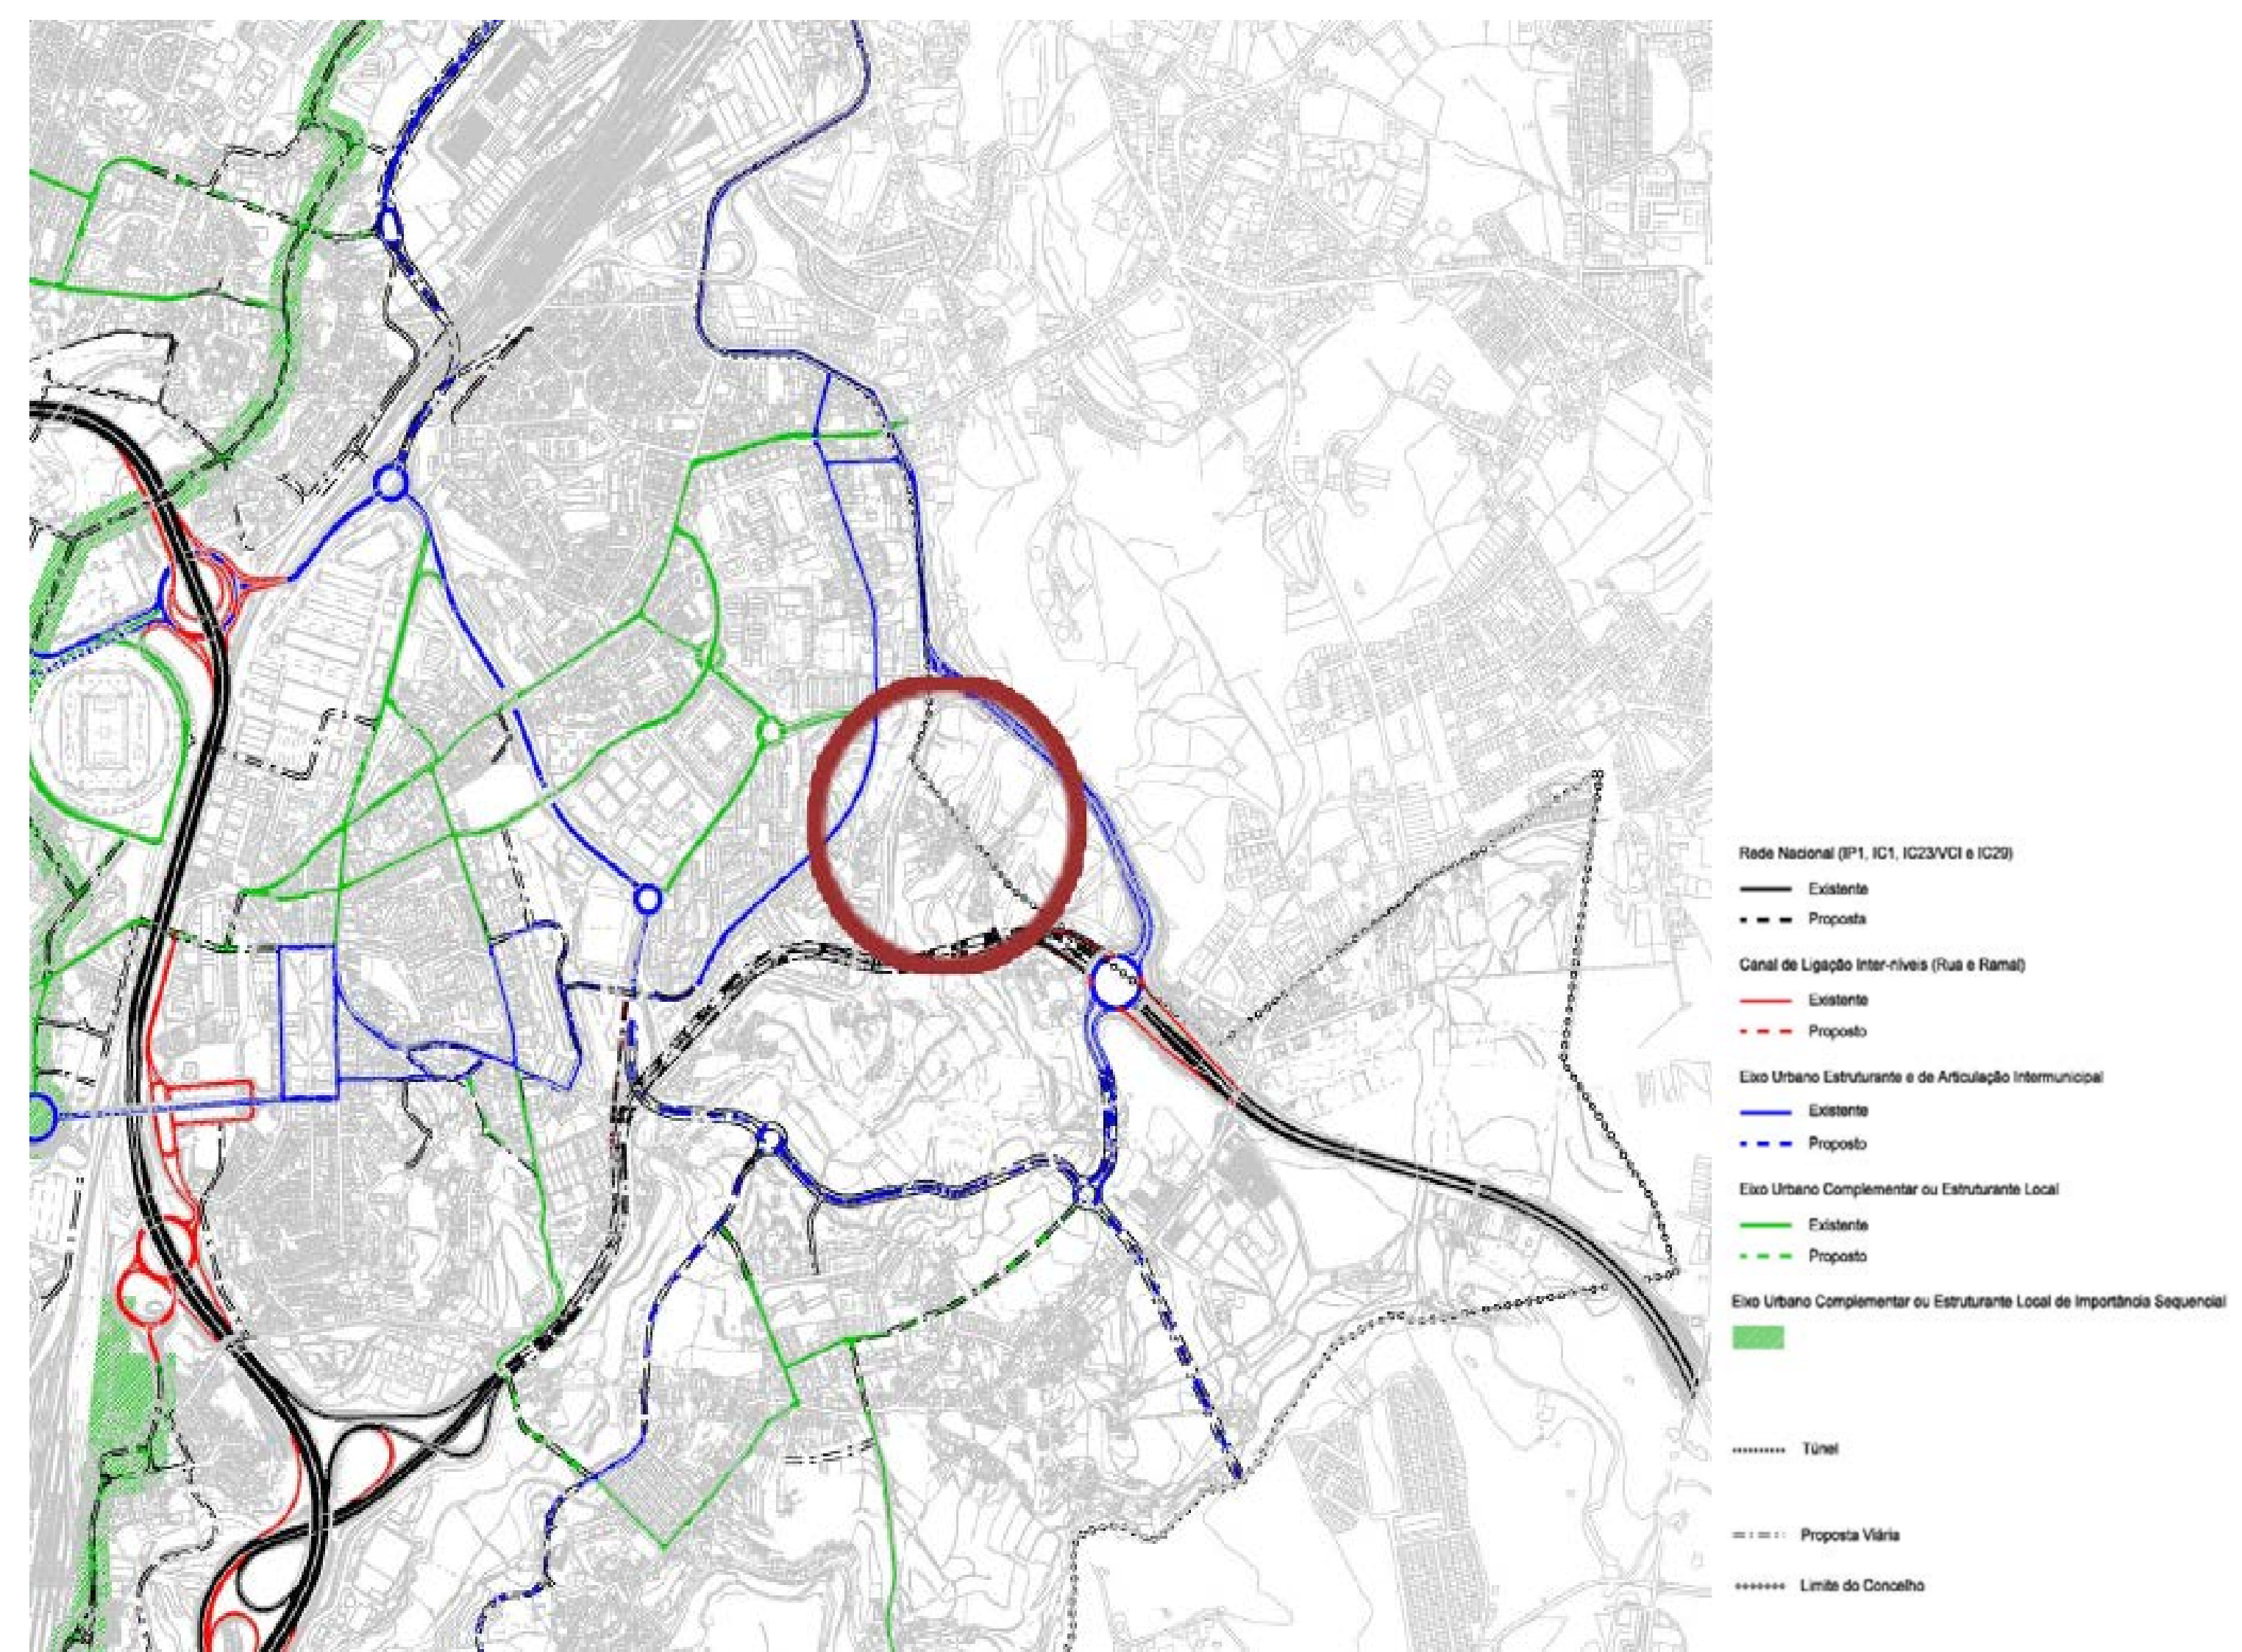 Rede Nacional (IP1, IC1, IC23/VCI e IC29)
Existente
Proposta
Canal de Ligação Inter-níveis (Rua e Ramal)
Existente
Proposto
Eixo Urbano Estruturante e de Articulação Intermunicipal
Existente
Proposto
Eixo Urbano Complementar ou Estruturante Local
Existente
Proposto
Eixo Urbano Complementar ou Estruturante Local de Importância Sequencial
Túnel
Proposta Viária
Limite do Concelho